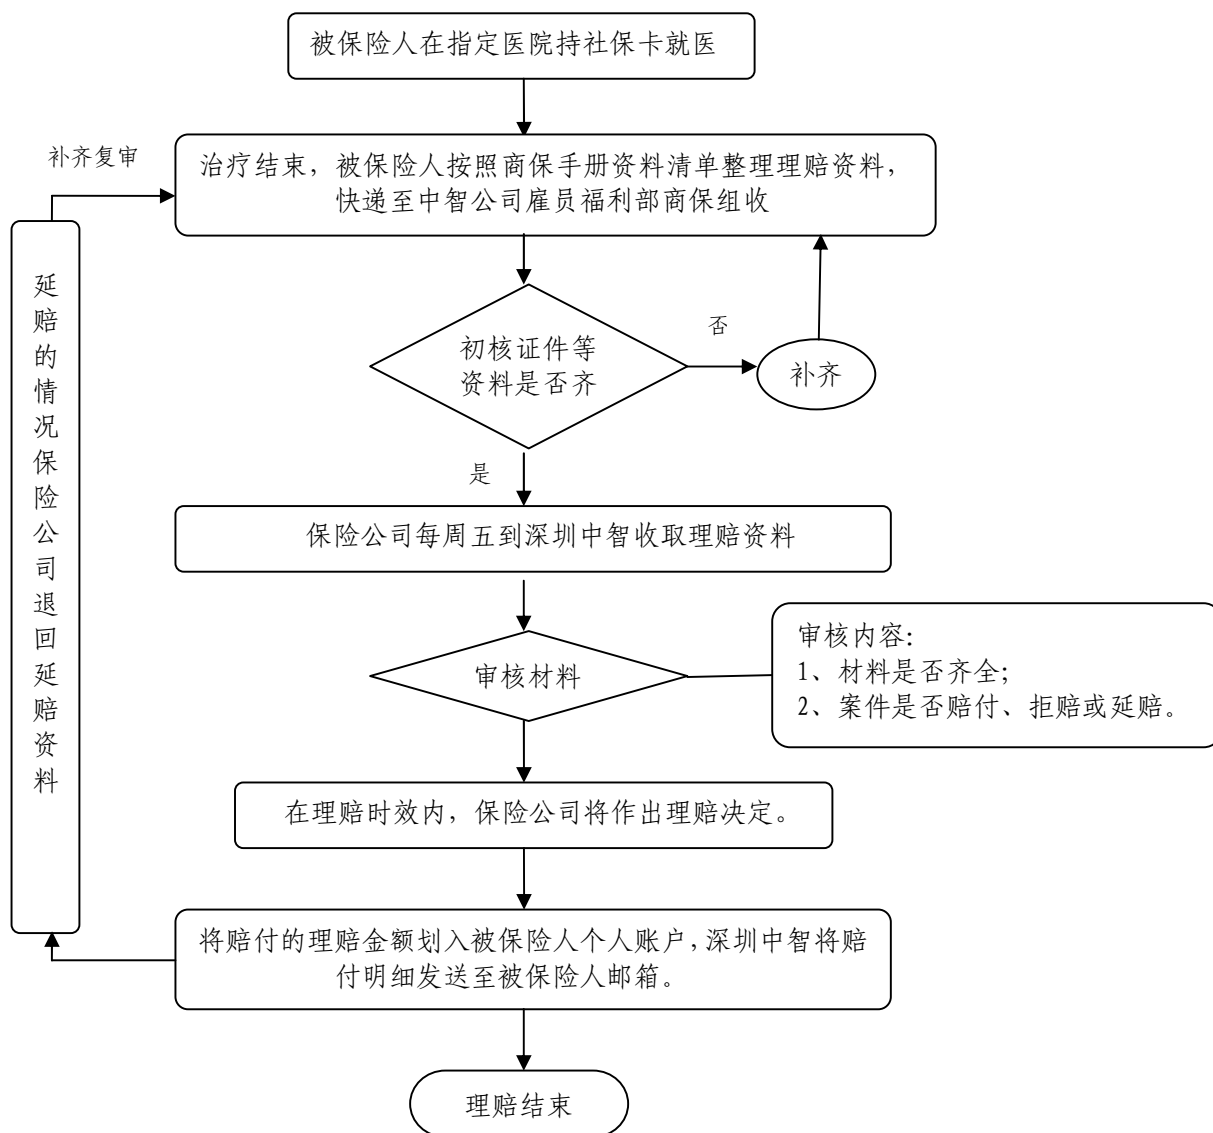 被保险人在指定医院持社保卡就医
补齐复审
治疗结束，被保险人按照商保手册资料清单整理理赔资料，
快递至中智公司雇员福利部商保组收
延赔的情况保险公司退回延赔资料
初核证件等
资料是否齐
否
补齐
是
保险公司每周五到深圳中智收取理赔资料
审核材料
审核内容：
1、材料是否齐全；
2、案件是否赔付、拒赔或延赔。
在理赔时效内，保险公司将作出理赔决定。
将赔付的理赔金额划入被保险人个人账户，深圳中智将赔
付明细发送至被保险人邮箱。
理赔结束